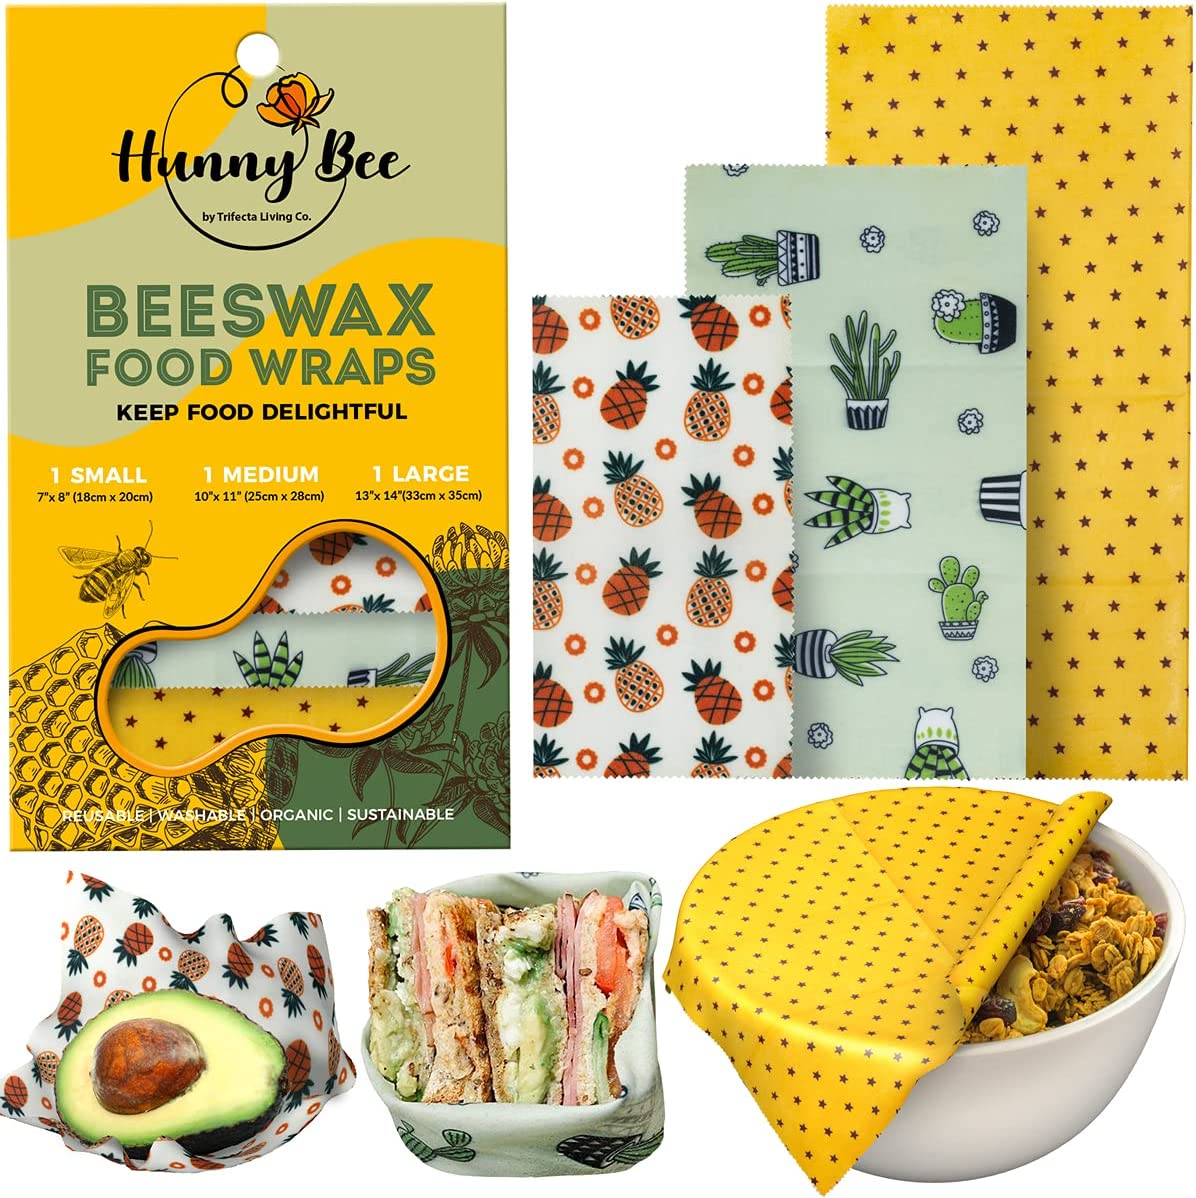 Hunny Bee
by Trifecta Living Co.
BEESWAX
FOOD WRAPS
KEEP FOOD DELIGHTFUL
1 SMALL 1 MEDIUM 1 LARGE
7"x 8" (18cm x 20cm) 10"x 11" (25cm x 28cm) 13"x 14"(33cm x 35cm)
REUSABLE | WASHABLE | ORGANIC | SUSTAINABLE